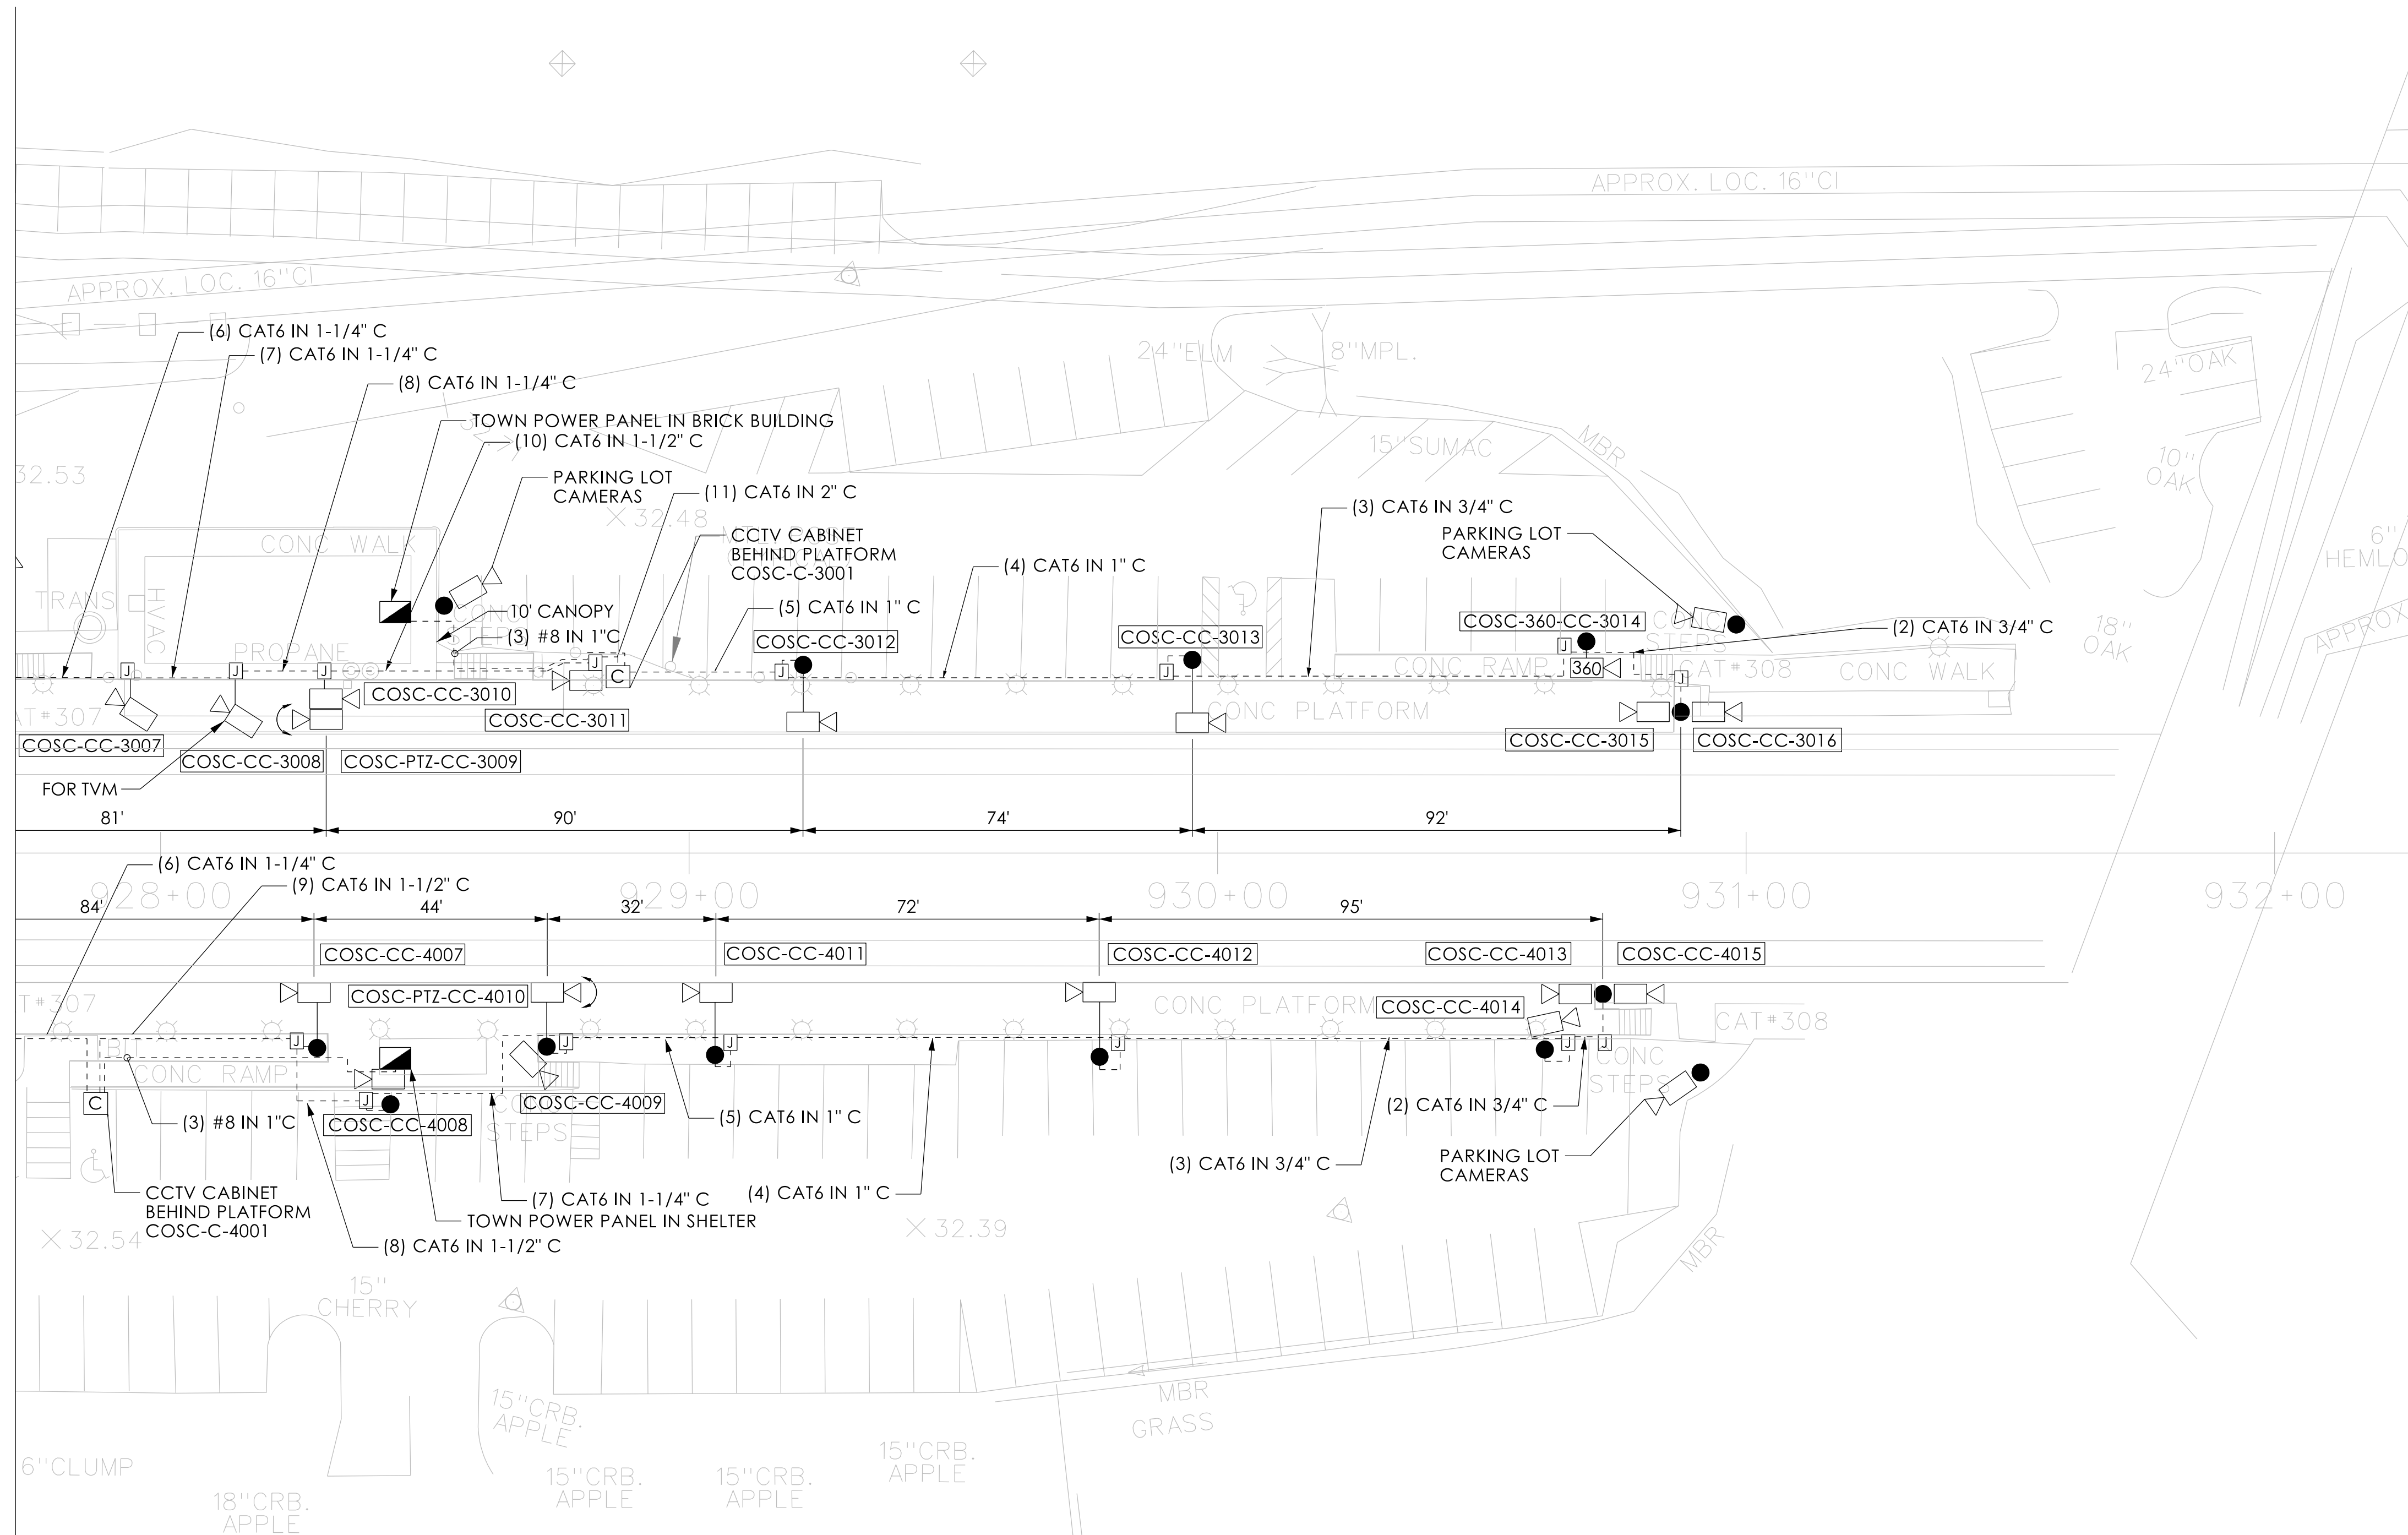 APPROX. LOC. 16"CI
APPROX. LOC. 16"CI
(6) CAT6 IN 1-1/4" C
(7) CAT6 IN 1-1/4" C
24"ELM
8"MPL.
24"OAK
(8) CAT6 IN 1-1/4" C
TOWN POWER PANEL IN BRICK BUILDING
(10) CAT6 IN 1-1/2" C
15"SUMAC
MBR
32.53
PARKING LOT
CAMERAS
10"
OAK
(11) CAT6 IN 2" C
32.48
(3) CAT6 IN 3/4" C
CONC WALK
CCTV CABINET
BEHIND PLATFORM
COSC-C-3001
PARKING LOT
CAMERAS
6"
HEMLO
(4) CAT6 IN 1" C
TRANS
HVAC
10' CANOPY
(5) CAT6 IN 1" C
(3) #8 IN 1"C
COSC-CC-3012
COSC-CC-3013
COSC-360-CC-3014
CONC
STEPS
(2) CAT6 IN 3/4" C
18"
OAK
APPROX
PROPANE
J
J
J
J
C
J
J
J
J
CONC RAMP
360
CAT#308
CONC WALK
COSC-CC-3010
AT#307
COSC-CC-3011
CONC PLATFORM
COSC-CC-3007
COSC-CC-3008
COSC-PTZ-CC-3009
COSC-CC-3015
COSC-CC-3016
FOR TVM
81'
90'
74'
92'
(6) CAT6 IN 1-1/4" C
(9) CAT6 IN 1-1/2" C
928+00
929+00
930+00
931+00
932+00
84'
44'
32'
72'
95'
COSC-CC-4007
COSC-CC-4011
COSC-CC-4012
COSC-CC-4013
COSC-CC-4015
T#307
COSC-PTZ-CC-4010
CONC PLATFORM
COSC-CC-4014
CAT#308
J
J
J
J
J
J
CONC RAMP
CONC
STEPS
C
J
COSC-CC-4009
(2) CAT6 IN 3/4" C
(3) #8 IN 1"C
COSC-CC-4008
STEPS
(5) CAT6 IN 1" C
(3) CAT6 IN 3/4" C
PARKING LOT
CAMERAS
CCTV CABINET
BEHIND PLATFORM
COSC-C-4001
(7) CAT6 IN 1-1/4" C
(4) CAT6 IN 1" C
TOWN POWER PANEL IN SHELTER
32.54
32.39
(8) CAT6 IN 1-1/2" C
MBR
15"
CHERRY
15"CRB.
APPLE
MBR
GRASS
6"CLUMP
15"CRB.
APPLE
15"CRB.
APPLE
15"CRB.
APPLE
18"CRB.
APPLE